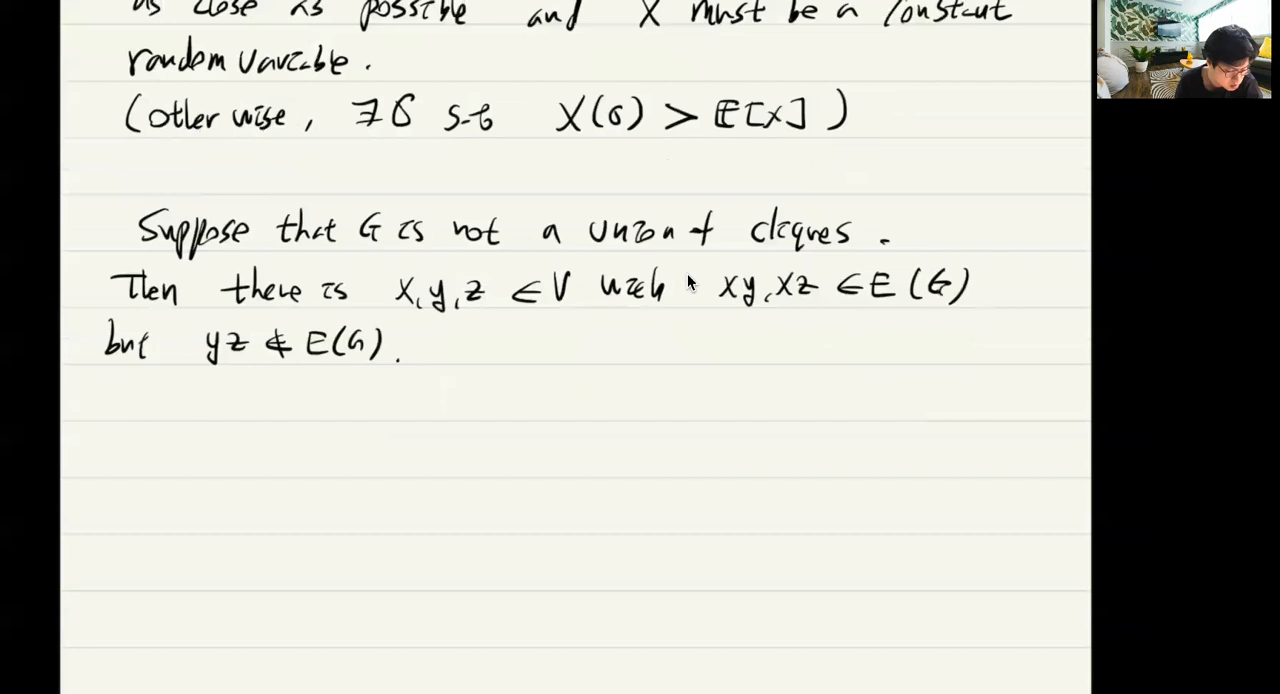 as close as possible and X must be a constant
random variable.
(otherwise, ∃σ s.t X(σ) > E[X])
Suppose that G is not a union of cliques.
Then there is x, y, z ∈ V with xy, xz ∈ E(G)
but yz ∉ E(G).